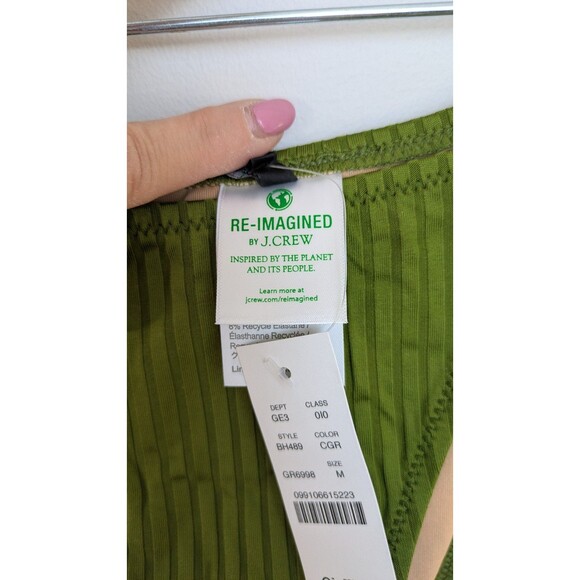 RE-IMAGINED
BY J.CREW
INSPIRED BY THE PLANET
AND ITS PEOPLE.
Learn more at
jcrew.com/reimagined
6% Recycle Elastane /
Élasthanne Recyclée /
DEPT CLASS
GE3 0I0
STYLE COLOR
BH489 CGR
SIZE
GR6998 M
099106615223